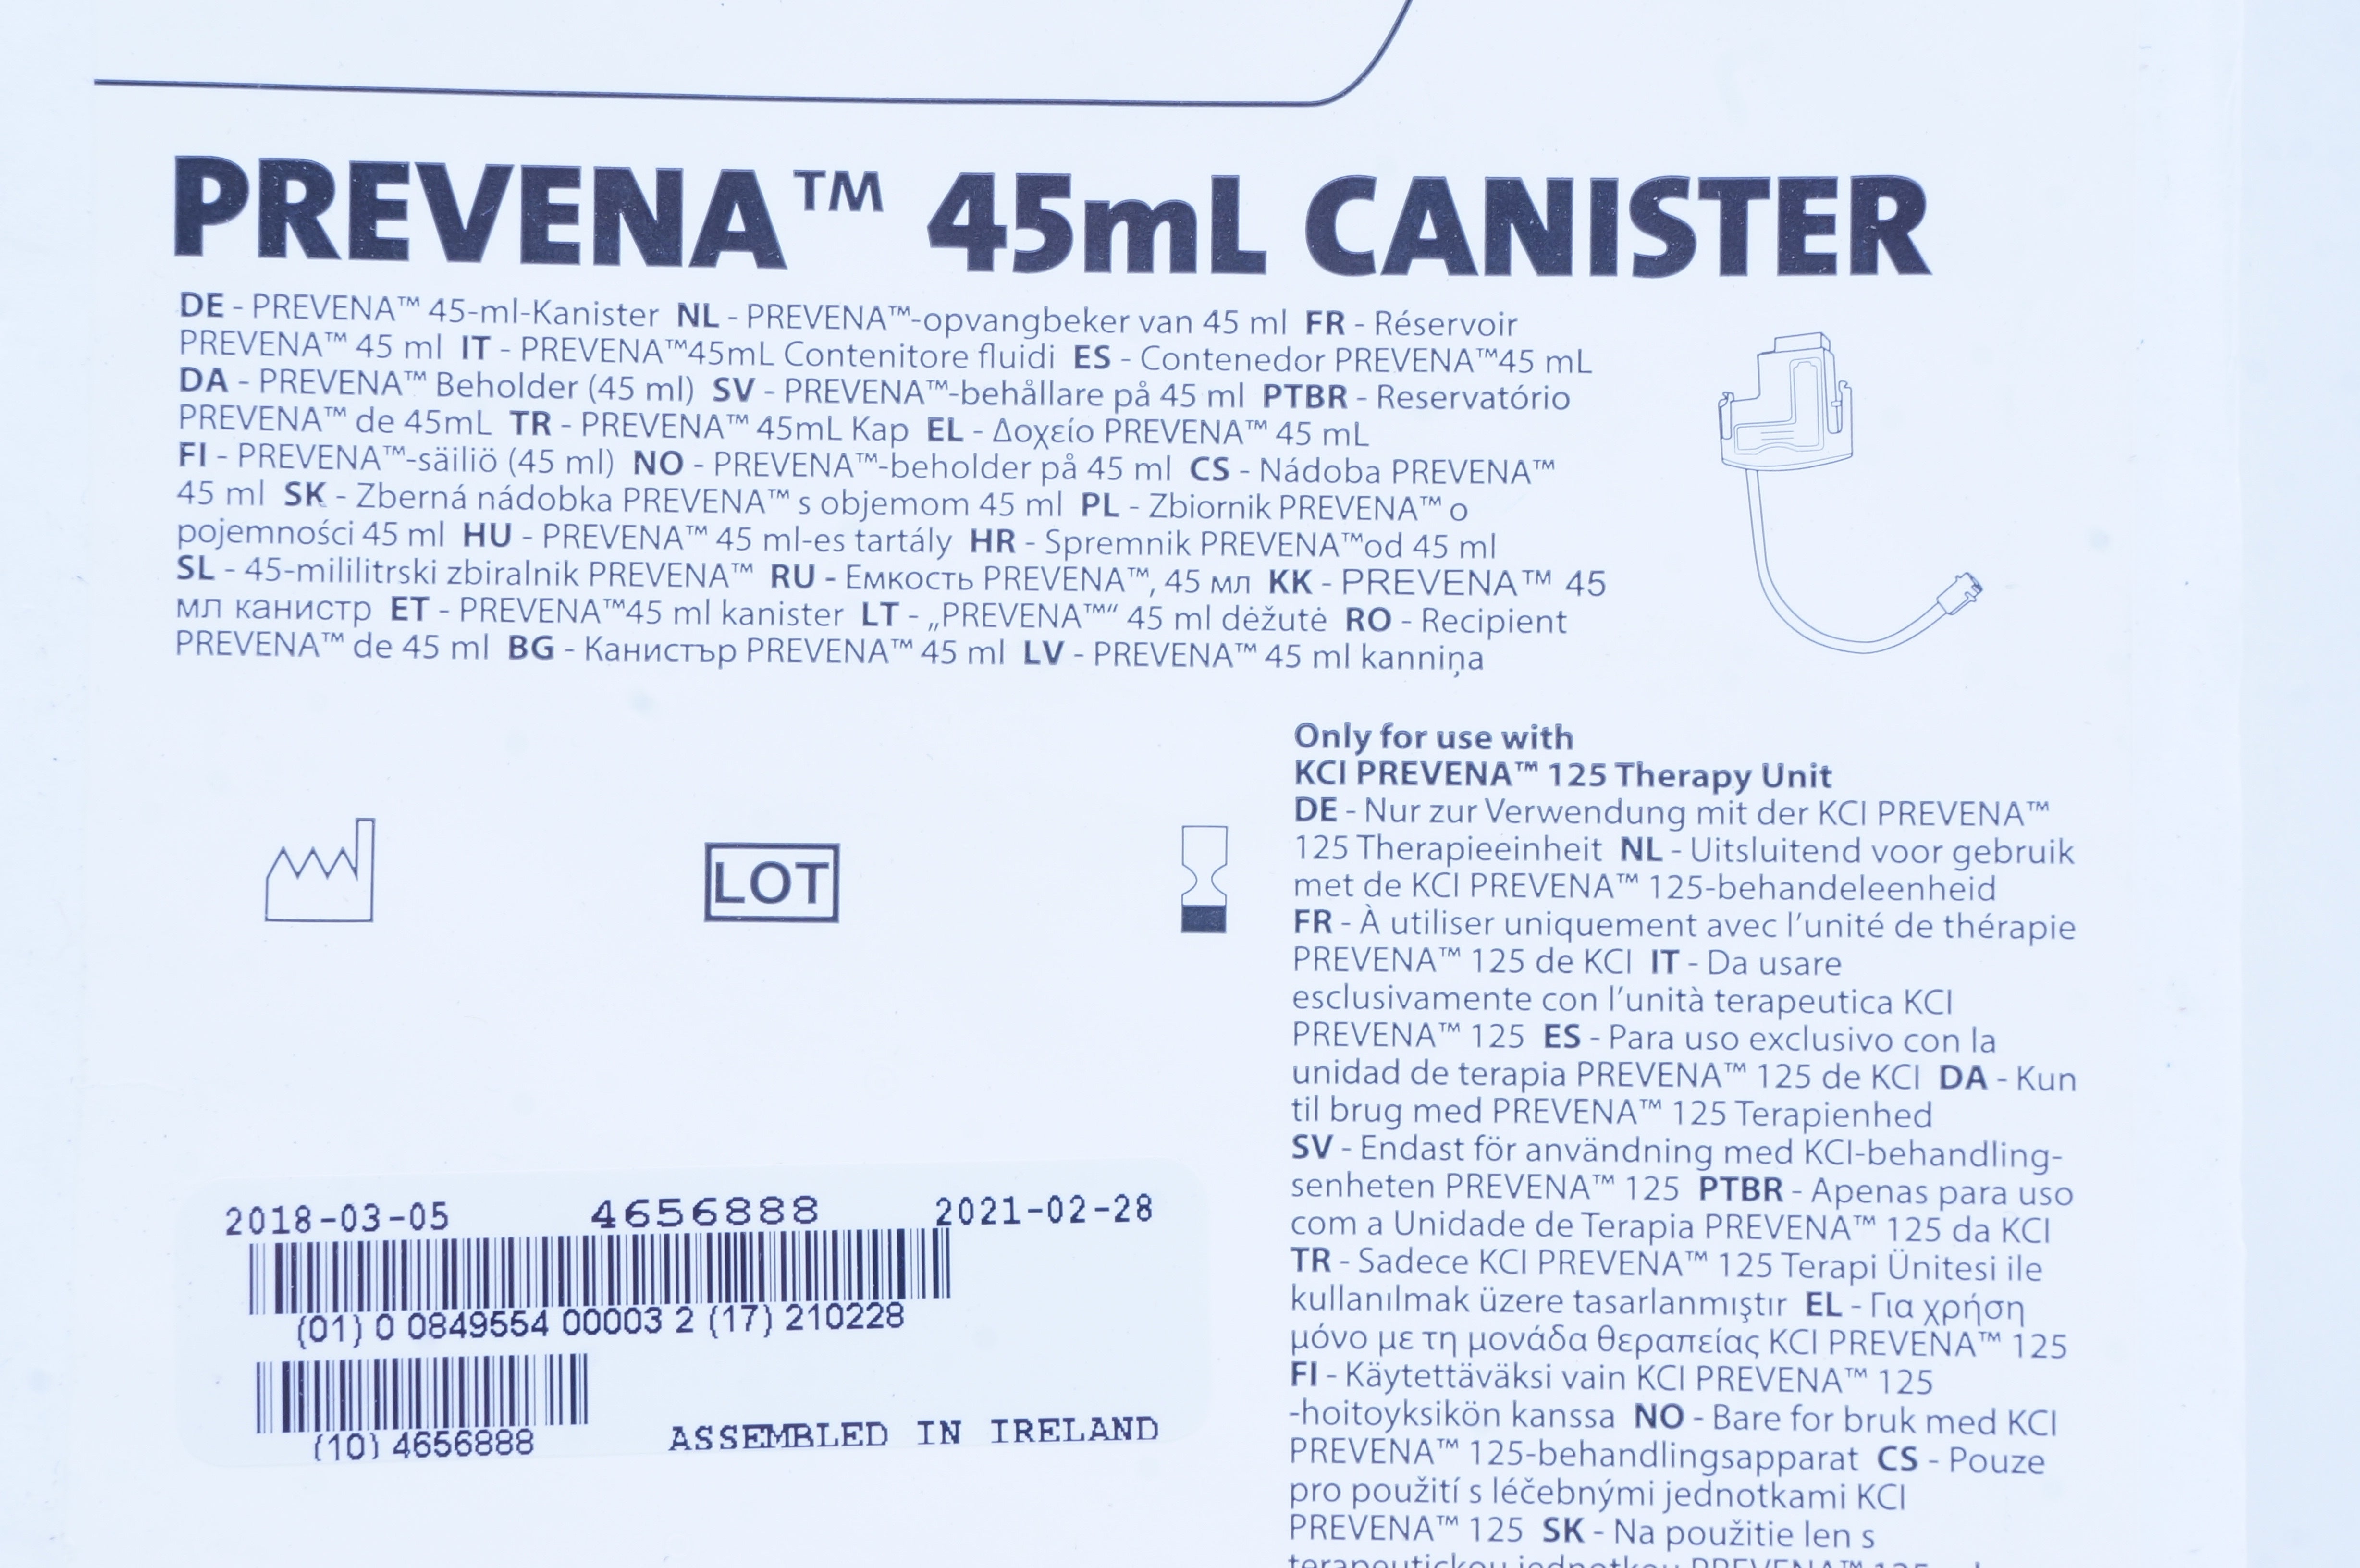 PREVENA™ 45mL CANISTER
DE - PREVENA™ 45-ml-Kanister NL - PREVENA™-opvangbeker van 45 ml FR - Réservoir
PREVENA™ 45 ml IT - PREVENA™45mL Contenitore fluidi ES - Contenedor PREVENA™45 mL
DA - PREVENA™ Beholder (45 ml) SV - PREVENA™-behållare på 45 ml PTBR - Reservatório
PREVENA™ de 45mL TR - PREVENA™ 45mL Kap EL - Δοχείο PREVENA™ 45 mL
FI - PREVENA™-säiliö (45 ml) NO - PREVENA™-beholder på 45 ml CS - Nádoba PREVENA™
45 ml SK - Zberná nádobka PREVENA™ s objemom 45 ml PL - Zbiornik PREVENA™ o
pojemności 45 ml HU - PREVENA™ 45 ml-es tartály HR - Spremnik PREVENA™od 45 ml
SL - 45-mililitrski zbiralnik PREVENA™ RU - Емкость PREVENA™, 45 мл KK - PREVENA™ 45
мл канистр ET - PREVENA™45 ml kanister LT - „PREVENA™“ 45 ml dėžutė RO - Recipient
PREVENA™ de 45 ml BG - Канистър PREVENA™ 45 ml LV - PREVENA™ 45 ml kanniņa
LOT
2018-03-05 4656888 2021-02-28
(01) 0 0849554 00003 2 (17) 210228
(10) 4656888
ASSEMBLED IN IRELAND
Only for use with
KCI PREVENA™ 125 Therapy Unit
DE - Nur zur Verwendung mit der KCI PREVENA™
125 Therapieeinheit NL - Uitsluitend voor gebruik
met de KCI PREVENA™ 125-behandeleenheid
FR - À utiliser uniquement avec l’unité de thérapie
PREVENA™ 125 de KCI IT - Da usare
esclusivamente con l’unità terapeutica KCI
PREVENA™ 125 ES - Para uso exclusivo con la
unidad de terapia PREVENA™ 125 de KCI DA - Kun
til brug med PREVENA™ 125 Terapienhed
SV - Endast för användning med KCI-behandling-
senheten PREVENA™ 125 PTBR - Apenas para uso
com a Unidade de Terapia PREVENA™ 125 da KCI
TR - Sadece KCI PREVENA™ 125 Terapi Ünitesi ile
kullanılmak üzere tasarlanmıştır EL - Για χρήση
μόνο με τη μονάδα θεραπείας KCI PREVENA™ 125
FI - Käytettäväksi vain KCI PREVENA™ 125
-hoitoyksikön kanssa NO - Bare for bruk med KCI
PREVENA™ 125-behandlingsapparat CS - Pouze
pro použití s léčebnými jednotkami KCI
PREVENA™ 125 SK - Na použitie len s
terapeutickou jednotkou PREVENA™ 125